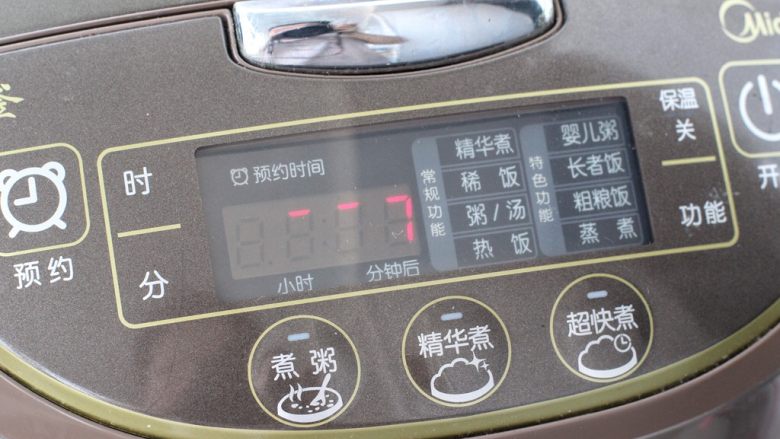 Mid
预约
时
分
预约时间
小时
分钟后
常规功能
精华煮
稀饭
粥/汤
热饭
特色功能
婴儿粥
长者饭
粗粮饭
蒸煮
保温
关
功能
开
煮粥
精华煮
超快煮